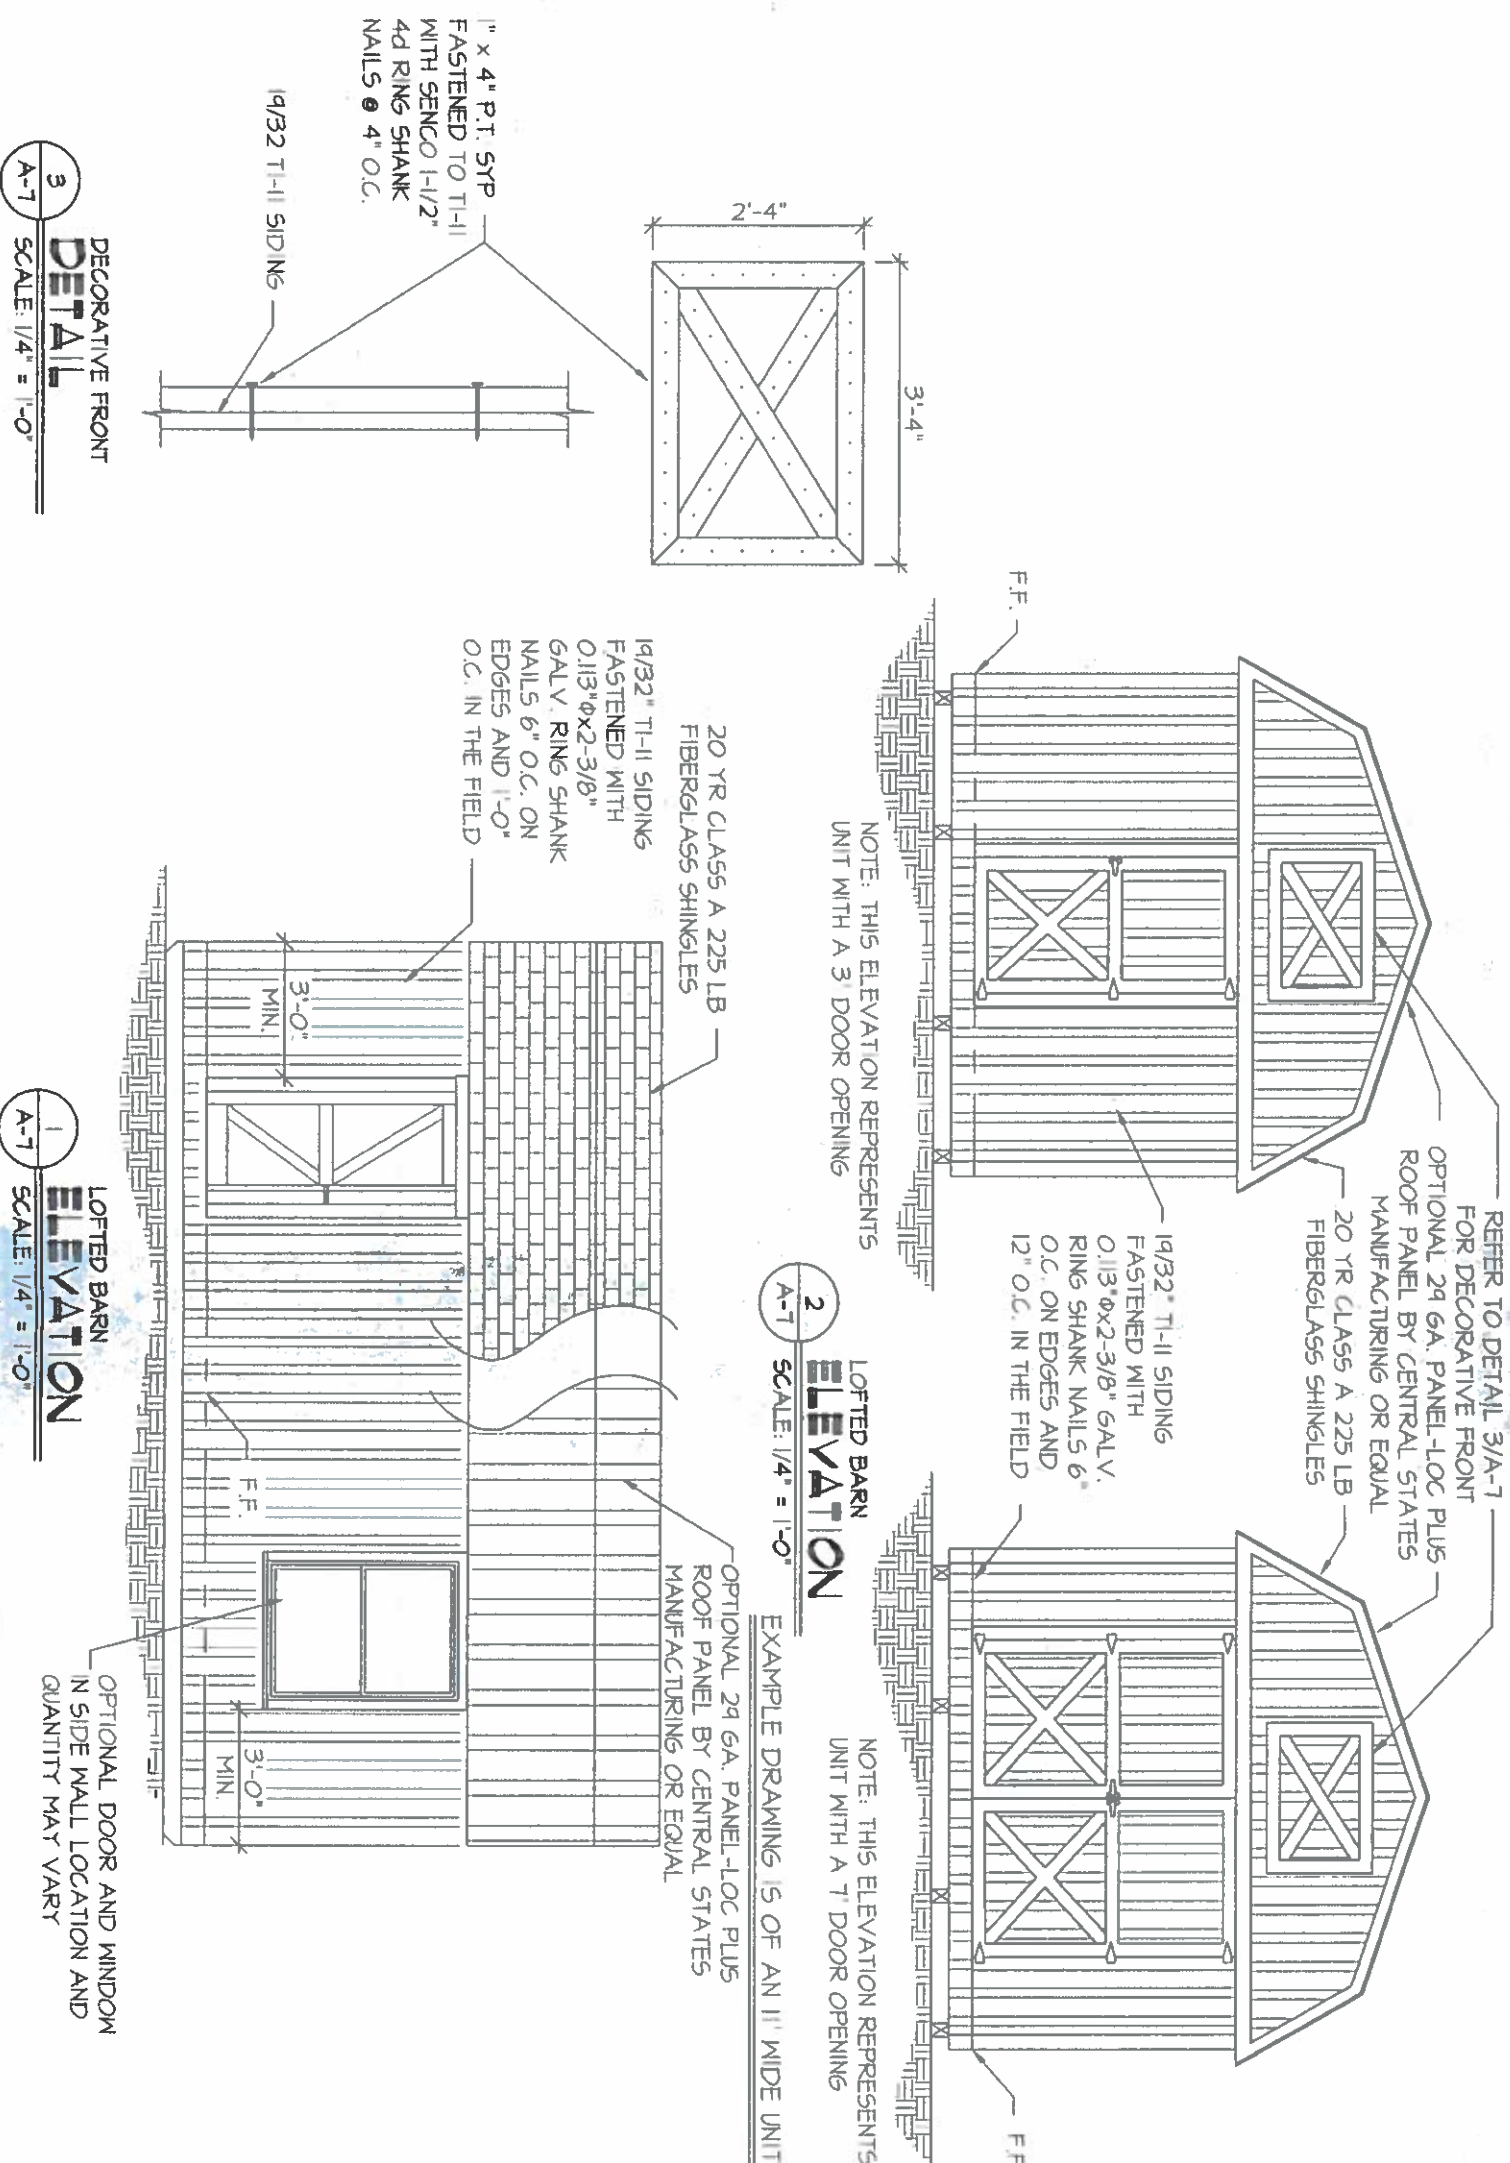 REFER TO DETAIL 3/A-7
FOR DECORATIVE FRONT
OPTIONAL 29 GA. PANEL-LOC PLUS
ROOF PANEL BY CENTRAL STATES
MANUFACTURING OR EQUAL
20 YR CLASS A 225 LB
FIBERGLASS SHINGLES
19/32" T1-11 SIDING
FASTENED WITH
0.113"Φx2-3/8" GALV.
RING SHANK NAILS 6"
O.C. ON EDGES AND
12" O.C. IN THE FIELD
F.F.
F.F.
NOTE: THIS ELEVATION REPRESENTS
UNIT WITH A 3' DOOR OPENING
2
A-7
LOFTED BARN
ELEVATION
SCALE: 1/4" = 1'-0"
NOTE: THIS ELEVATION REPRESENTS
UNIT WITH A 7' DOOR OPENING
EXAMPLE DRAWING IS OF AN 11' WIDE UNIT
3'-4"
2'-4"
1" x 4" P.T. SYP
FASTENED TO T1-11
WITH SENCO 1-1/2"
4d RING SHANK
NAILS @ 4" O.C.
19/32 T1-11 SIDING
3
A-7
DECORATIVE FRONT
DETAIL
SCALE: 1/4" = 1'-0"
20 YR CLASS A 225 LB
FIBERGLASS SHINGLES
19/32" T1-11 SIDING
FASTENED WITH
0.113"Φx2-3/8"
GALV. RING SHANK
NAILS 6" O.C. ON
EDGES AND 1'-0"
O.C. IN THE FIELD
OPTIONAL 29 GA. PANEL-LOC PLUS
ROOF PANEL BY CENTRAL STATES
MANUFACTURING OR EQUAL
3'-0"
MIN.
F.F.
3'-0"
MIN.
OPTIONAL DOOR AND WINDOW
IN SIDE WALL LOCATION AND
QUANTITY MAY VARY
1
A-7
LOFTED BARN
ELEVATION
SCALE: 1/4" = 1'-0"